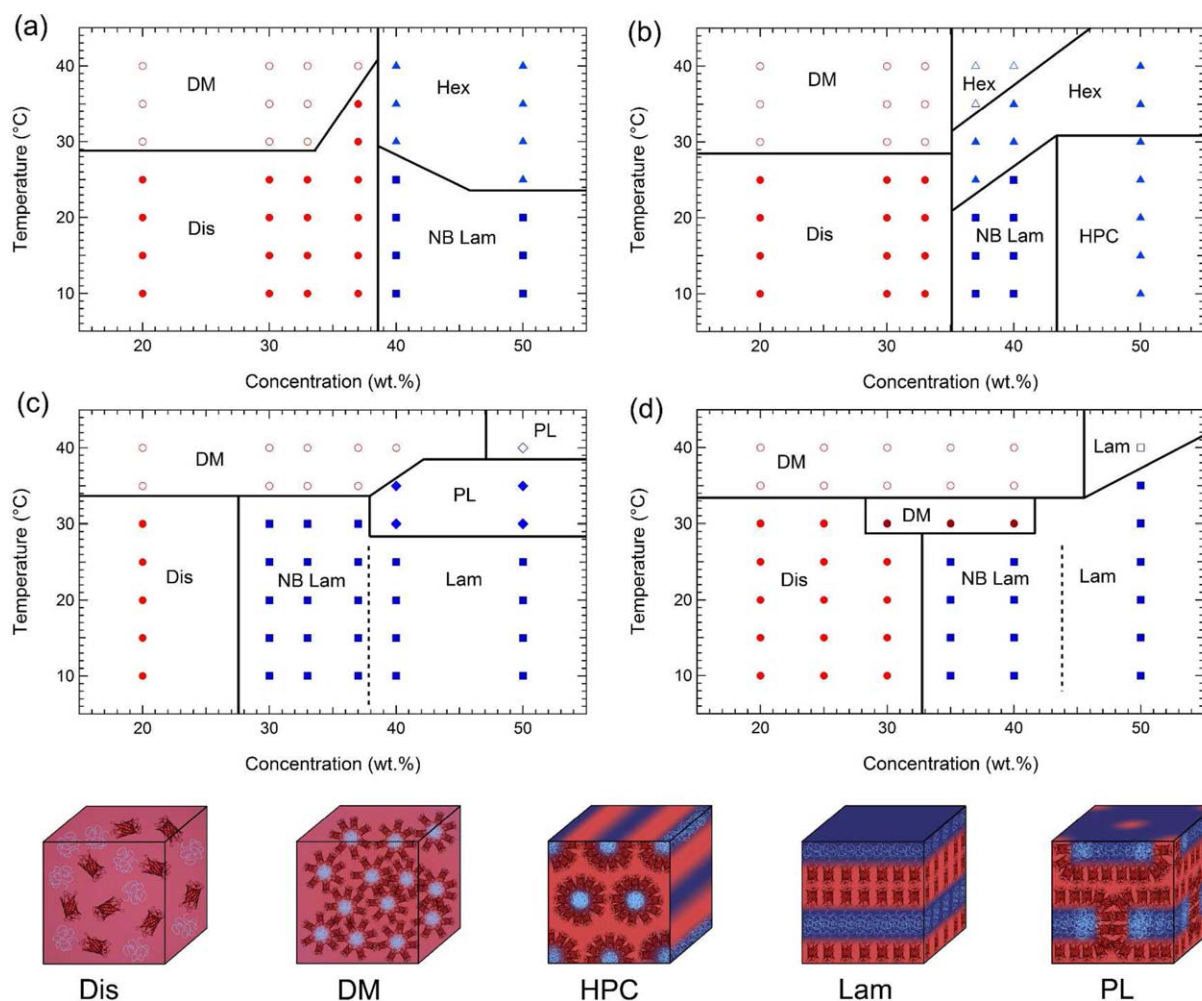 (a)
40
30
20
10
Temperature (°C)
DM
Hex
Dis
NB Lam
20
30
40
50
Concentration (wt.%)
(b)
40
30
20
10
Temperature (°C)
DM
Hex
Hex
Dis
NB Lam
HPC
20
30
40
50
Concentration (wt.%)
(c)
40
30
20
10
Temperature (°C)
DM
PL
PL
Dis
NB Lam
Lam
20
30
40
50
Concentration (wt.%)
(d)
40
30
20
10
Temperature (°C)
DM
Lam
DM
Dis
NB Lam
Lam
20
30
40
50
Concentration (wt.%)
Dis
DM
HPC
Lam
PL